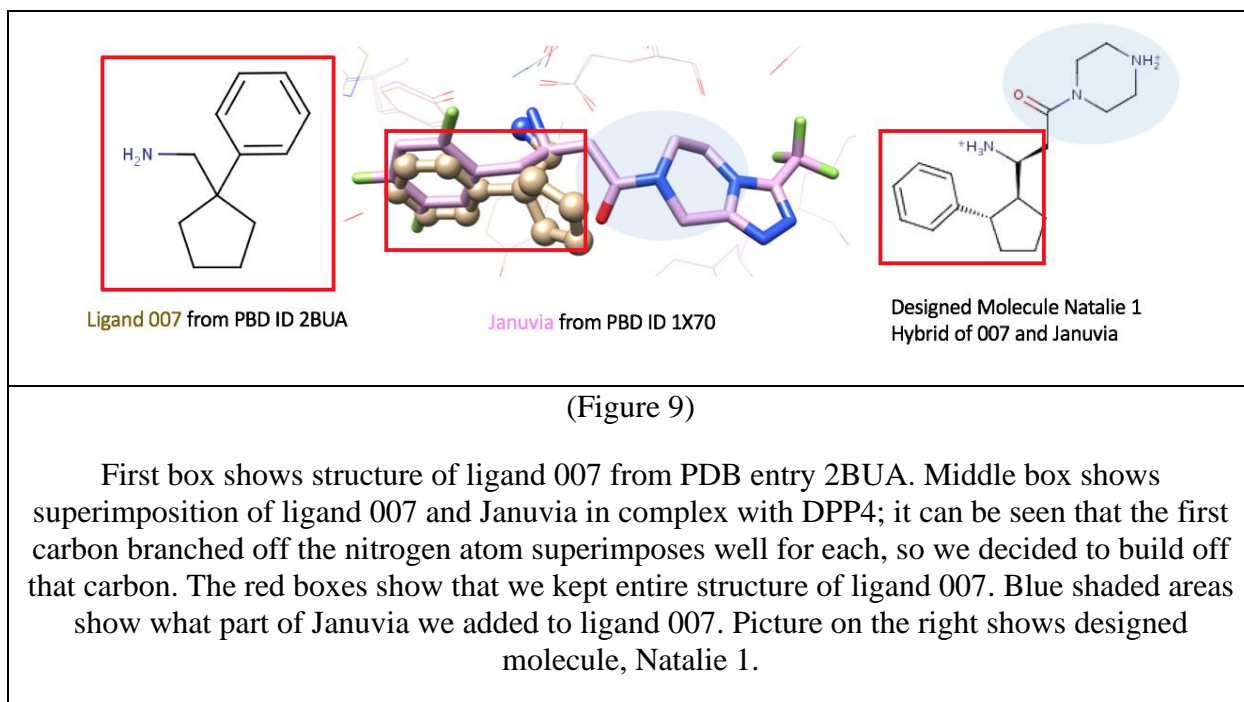 H₂N
O
N
NH₂⁺
⁺H₃N
Ligand 007 from PBD ID 2BUA
Januvia from PBD ID 1X70
Designed Molecule Natalie 1
Hybrid of 007 and Januvia
(Figure 9)
First box shows structure of ligand 007 from PDB entry 2BUA. Middle box shows
superimposition of ligand 007 and Januvia in complex with DPP4; it can be seen that the first
carbon branched off the nitrogen atom superimposes well for each, so we decided to build off
that carbon. The red boxes show that we kept entire structure of ligand 007. Blue shaded areas
show what part of Januvia we added to ligand 007. Picture on the right shows designed
molecule, Natalie 1.